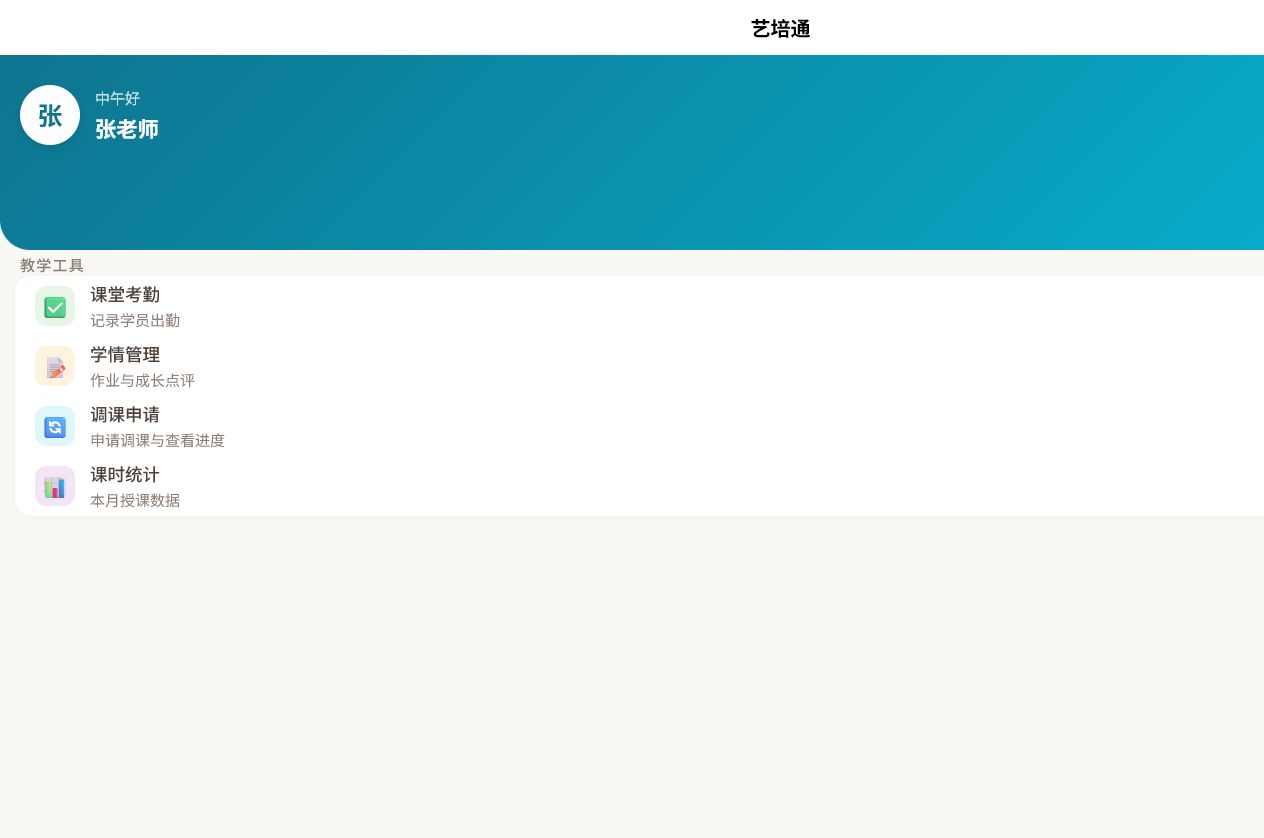 艺培通
张
中午好
张老师
教学工具
课堂考勤
记录学员出勤
学情管理
作业与成长点评
调课申请
申请调课与查看进度
课时统计
本月授课数据